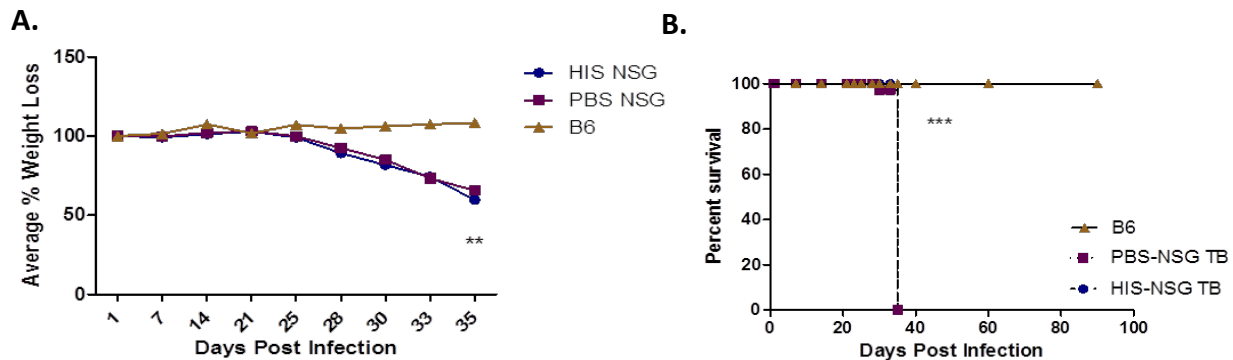 A.
150
100
50
0
Average % Weight Loss
1 7 14 21 25 28 30 33 35
Days Post Infection
**
HIS NSG
PBS NSG
B6
B.
100
80
60
40
20
0
Percent survival
0 20 40 60 80 100
Days Post Infection
***
B6
PBS-NSG TB
HIS-NSG TB